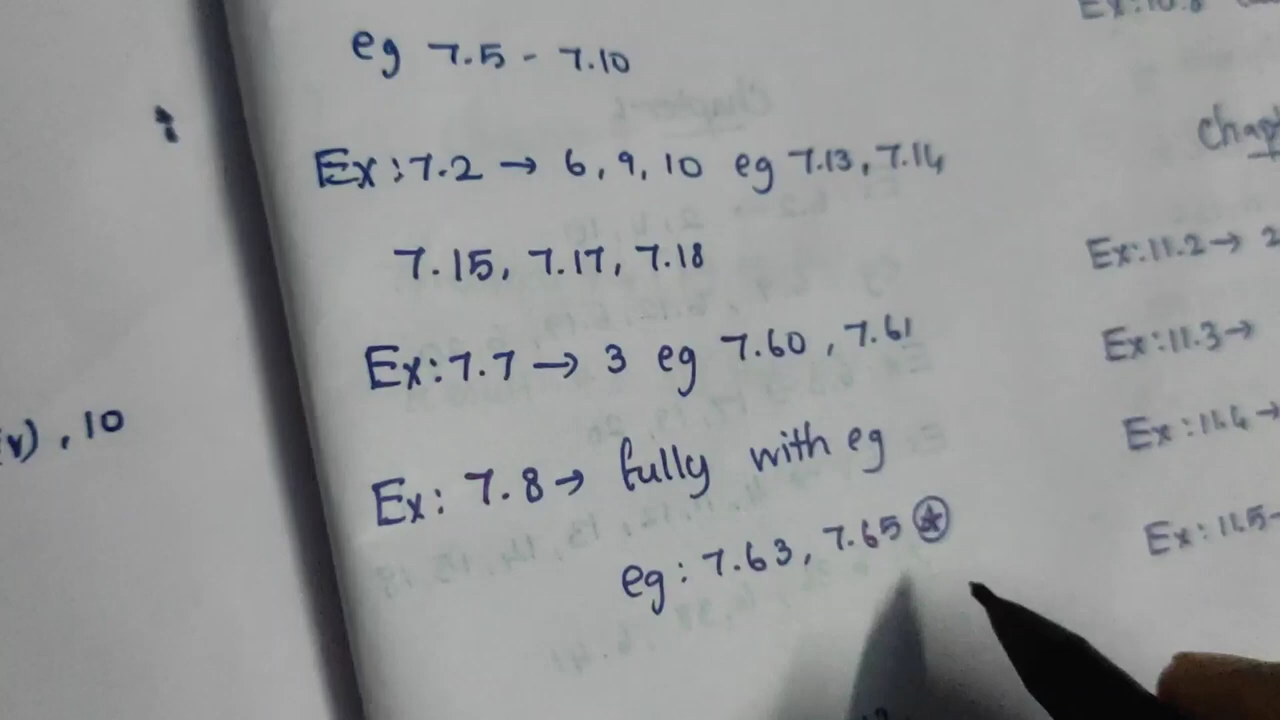 eg 7.5 - 7.10
Ex:7.2 → 6, 9, 10 eg 7.13, 7.14
7.15, 7.17, 7.18
Ex:7.7 → 3 eg 7.60, 7.61
Ex: 7.8 → fully with eg
eg: 7.63, 7.65
v), 10
Chap
Ex:11.2 → 2
Ex:11.3 →
Ex:11.4 →
Ex:11.5 -